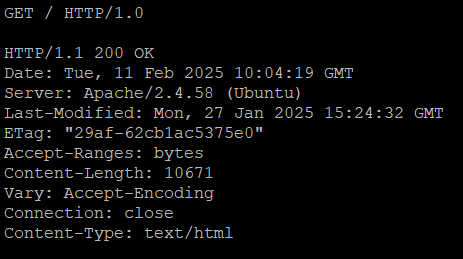 GET / HTTP/1.0

HTTP/1.1 200 OK
Date: Tue, 11 Feb 2025 10:04:19 GMT
Server: Apache/2.4.58 (Ubuntu)
Last-Modified: Mon, 27 Jan 2025 15:24:32 GMT
ETag: "29af-62cb1ac5375e0"
Accept-Ranges: bytes
Content-Length: 10671
Vary: Accept-Encoding
Connection: close
Content-Type: text/html